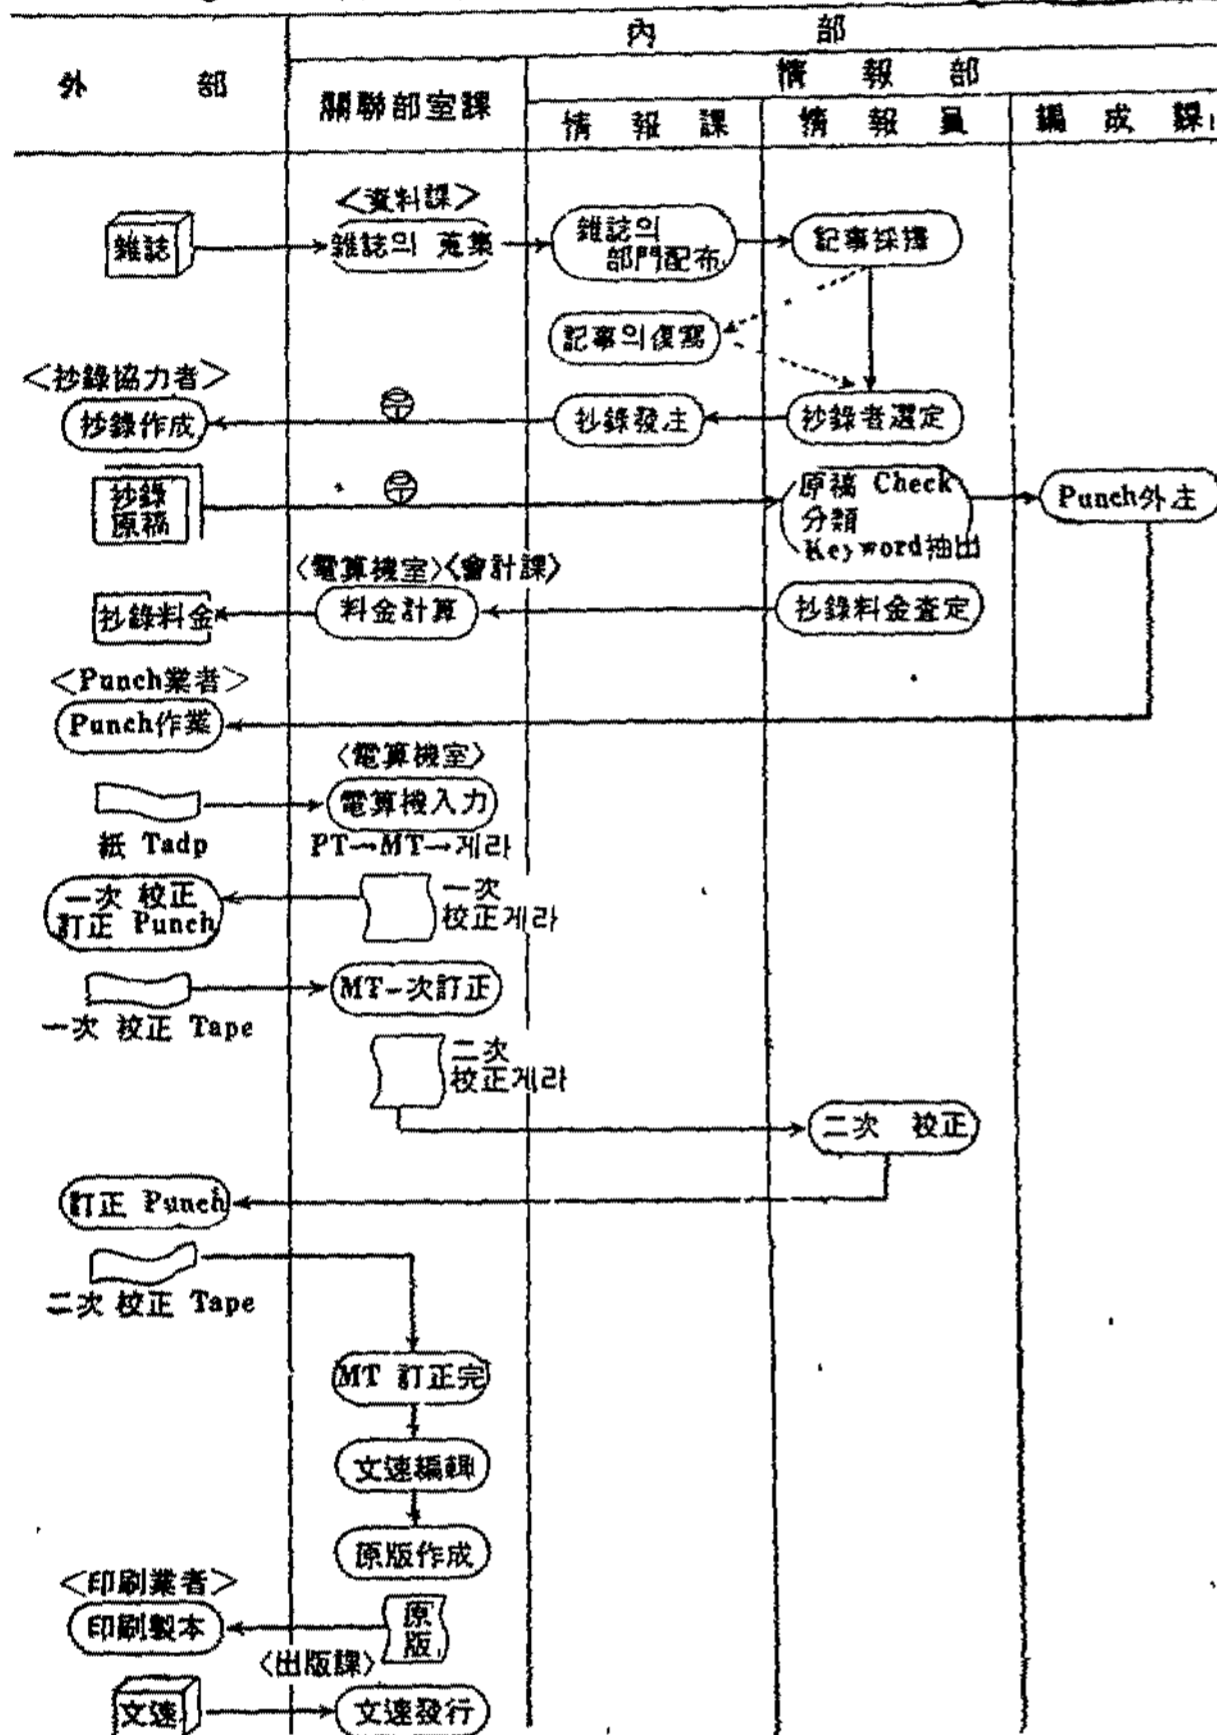 內 部
外 部
關聯部室課
情 報 部
情 報 課
情 報 員
編 成 課
<資料課>
雜誌
雜誌의 蒐集
雜誌의
部門配布
記事採擇
記事의復寫
<抄錄協力者>
抄錄作成
抄錄發注
抄錄者選定
抄錄
原稿
原稿 Check
分類
Keyword抽出
Punch外注
<電算機室><會計課>
抄錄料金
料金計算
抄錄料金査定
<Punch業者>
Punch作業
<電算機室>
電算機入力
紙 Tadp
PT→MT→게라
一次 校正
訂正 Punch
一次
校正게라
MT-次訂正
一次 校正 Tape
二次
校正게라
二次 校正
訂正 Punch
二次 校正 Tape
MT 訂正完
文速編輯
原版作成
<印刷業者>
印刷製本
原
版
<出版課>
文速
文速發行